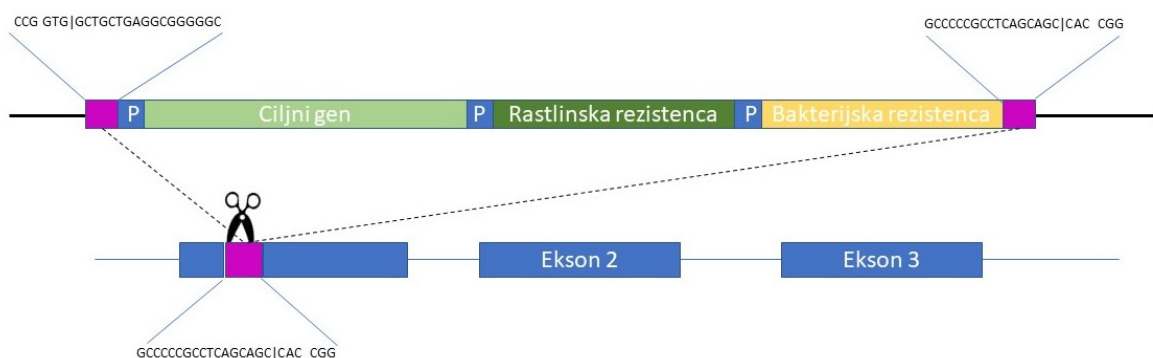 CCG GTG|GCTGCTGAGGCGGGGGC
GCCCCCGCCTCAGCAGC|CAC CGG
P Ciljni gen P Rastlinska rezistenca P Bakterijska rezistenca
Ekson 2 Ekson 3
GCCCCCGCCTCAGCAGC|CAC CGG